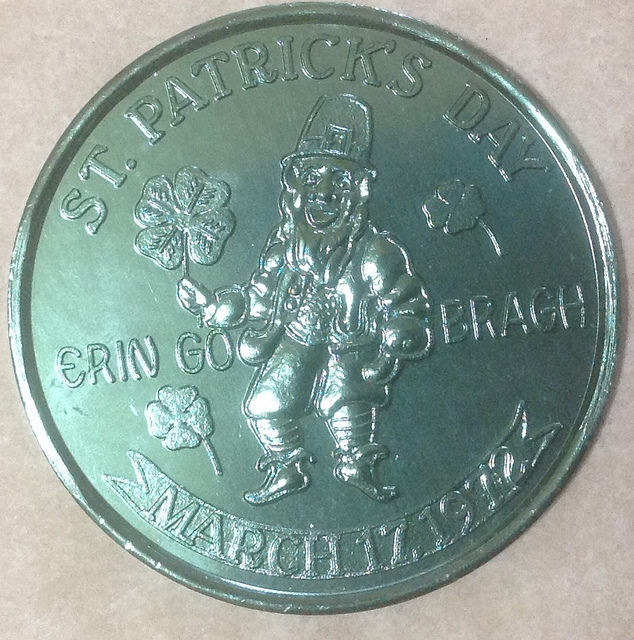 ST. PATRICK'S DAY
ERIN GO BRAGH
MARCH 17, 1972